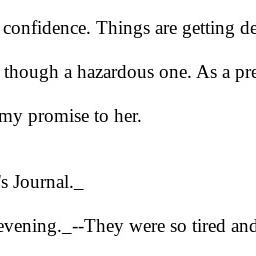 confidence. Things are getting de
though a hazardous one. As a pre
my promise to her.
's Journal._
evening._--They were so tired and